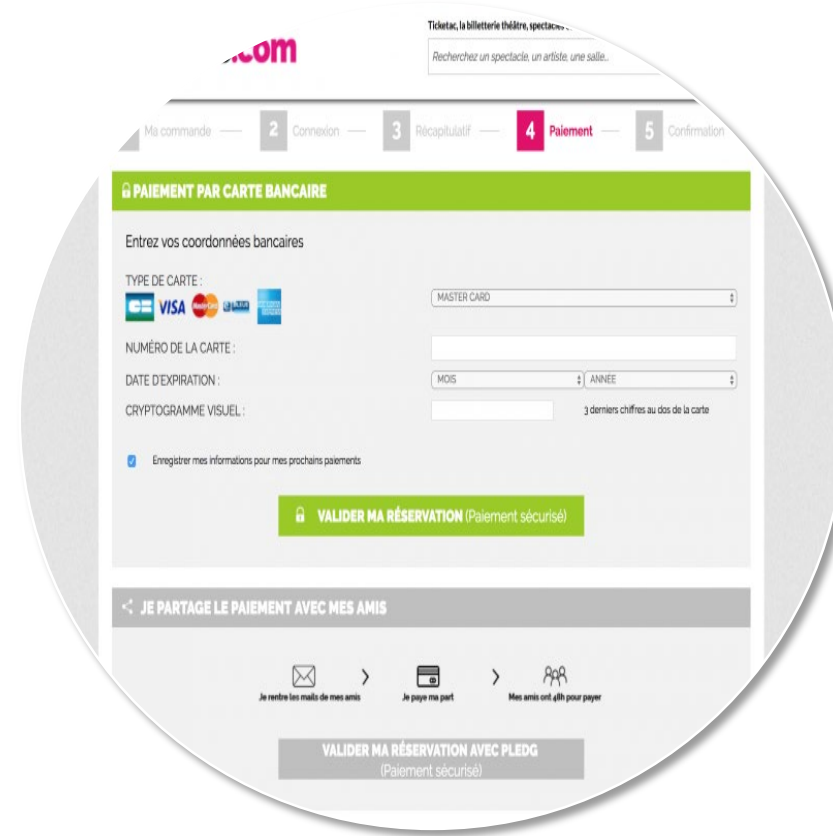 Ticketac, la billetterie théâtre, spectacles
.com
Recherchez un spectacle, un artiste, une salle...
Ma commande
2 Connexion
3 Récapitulatif
4 Paiement
5 Confirmation
PAIEMENT PAR CARTE BANCAIRE
Entrez vos coordonnées bancaires
TYPE DE CARTE :
CB VISA MasterCard
MASTER CARD
NUMÉRO DE LA CARTE :
DATE D'EXPIRATION :
MOIS
ANNÉE
CRYPTOGRAMME VISUEL :
3 derniers chiffres au dos de la carte
Enregistrer mes informations pour mes prochains paiements
VALIDER MA RÉSERVATION (Paiement sécurisé)
JE PARTAGE LE PAIEMENT AVEC MES AMIS
Je rentre les mails de mes amis
Je paye ma part
Mes amis ont 48h pour payer
VALIDER MA RÉSERVATION AVEC PLEDG
(Paiement sécurisé)